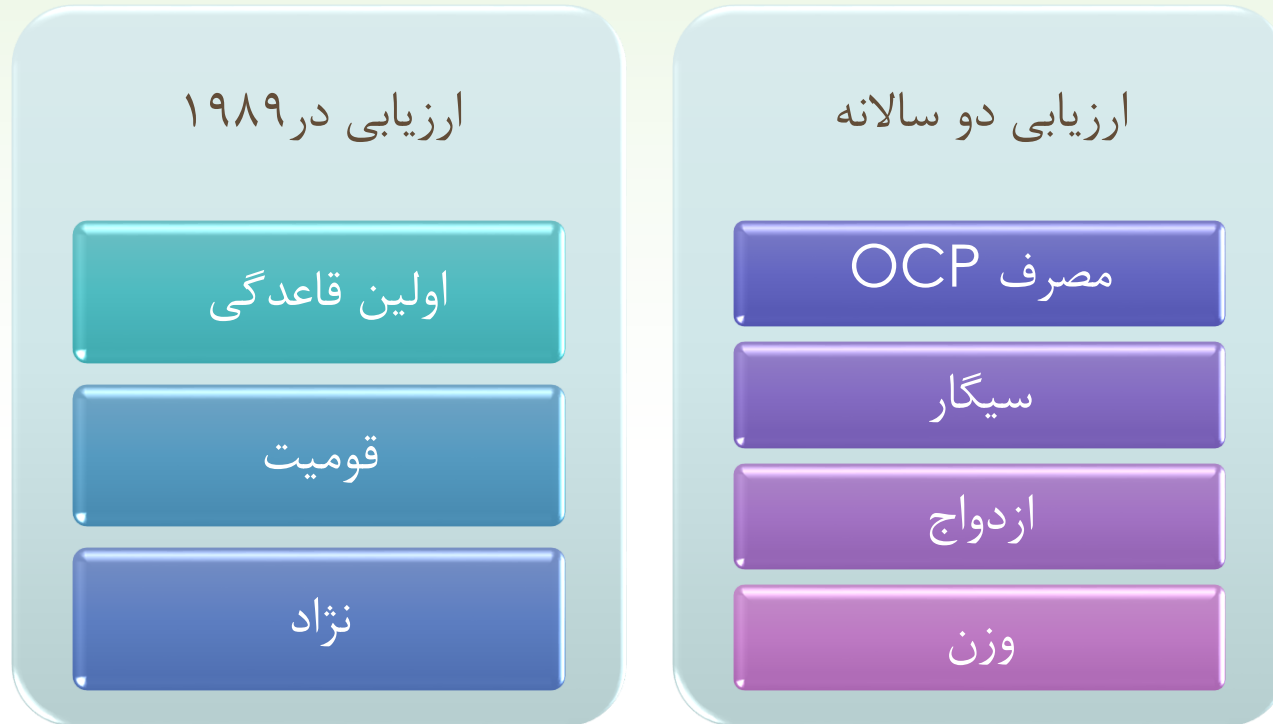 ارزیابی دو سالانه
مصرف OCP
سیگار
ازدواج
وزن
ارزیابی در۱۹۸۹
اولین قاعدگی
قومیت
نژاد